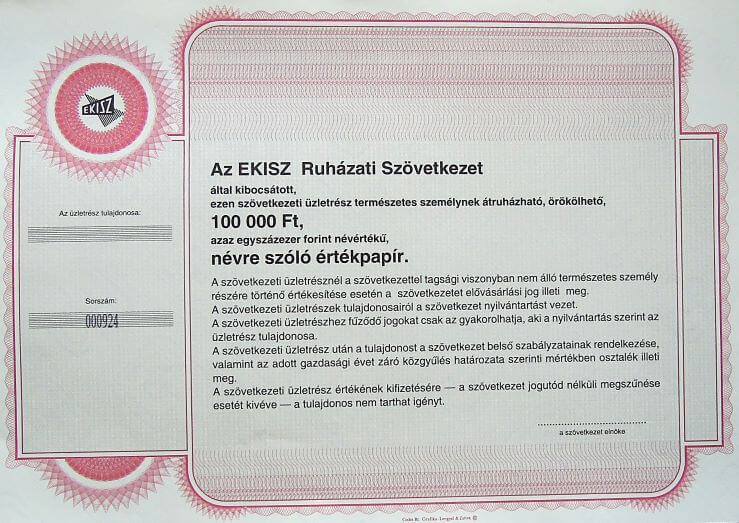 EKISZ
Az üzletrész tulajdonosa:
Sorszám:
000924
Az EKISZ Ruházati Szövetkezet
által kibocsátott,
ezen szövetkezeti üzletrész természetes személynek átruházható, örökölhető,
100 000 Ft,
azaz egyszázezer forint névértékű,
névre szóló értékpapír.
A szövetkezeti üzletrésznél a szövetkezettel tagsági viszonyban nem álló természetes személy
részére történő értékesítése esetén a szövetkezetet elővásárlási jog illeti meg.
A szövetkezeti üzletrészek tulajdonosairól a szövetkezet nyilvántartást vezet.
A szövetkezeti üzletrészhez fűződő jogokat csak az gyakorolhatja, aki a nyilvántartás szerint az
üzletrész tulajdonosa.
A szövetkezeti üzletrész után a tulajdonost a szövetkezet belső szabályzatainak rendelkezése,
valamint az adott gazdasági évet záró közgyűlés határozata szerinti mértékben osztalék illeti
meg.
A szövetkezeti üzletrész értékének kifizetésére — a szövetkezet jogutód nélküli megszűnése
esetét kivéve — a tulajdonos nem tarthat igényt.
a szövetkezet elnöke